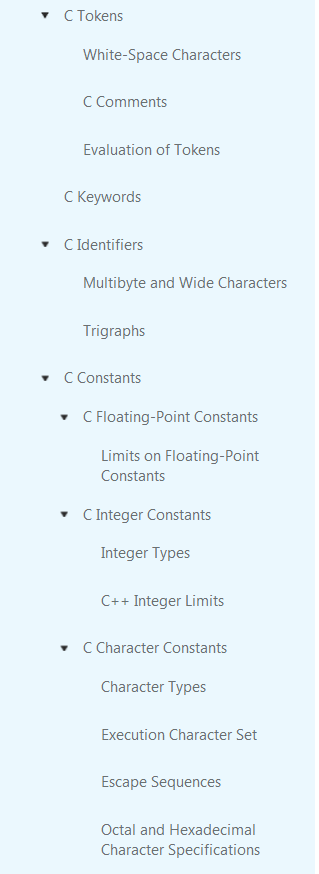 C Tokens
White-Space Characters
C Comments
Evaluation of Tokens
C Keywords
C Identifiers
Multibyte and Wide Characters
Trigraphs
C Constants
C Floating-Point Constants
Limits on Floating-Point
Constants
C Integer Constants
Integer Types
C++ Integer Limits
C Character Constants
Character Types
Execution Character Set
Escape Sequences
Octal and Hexadecimal
Character Specifications